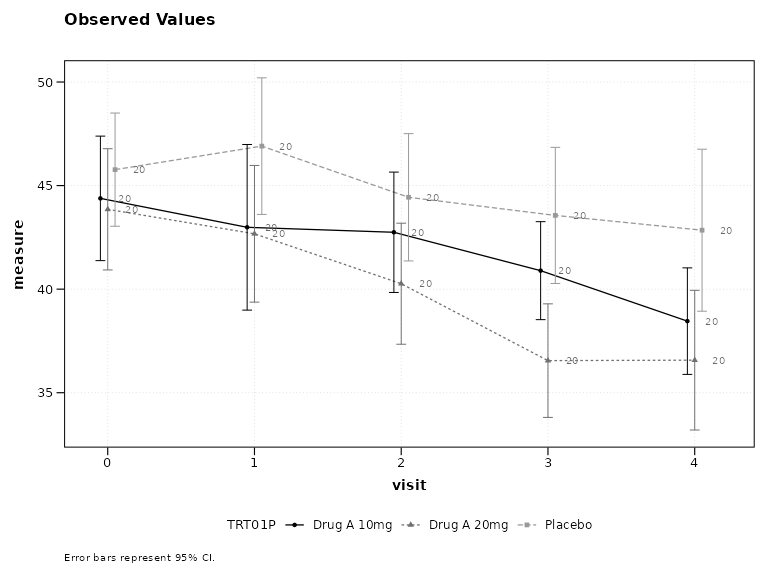 Observed Values
50
45
40
35
measure
20 20 20 20 20
20 20 20 20 20
20 20 20 20 20
0 1 2 3 4
visit
TRT01P Drug A 10mg Drug A 20mg Placebo
Error bars represent 95% CI.